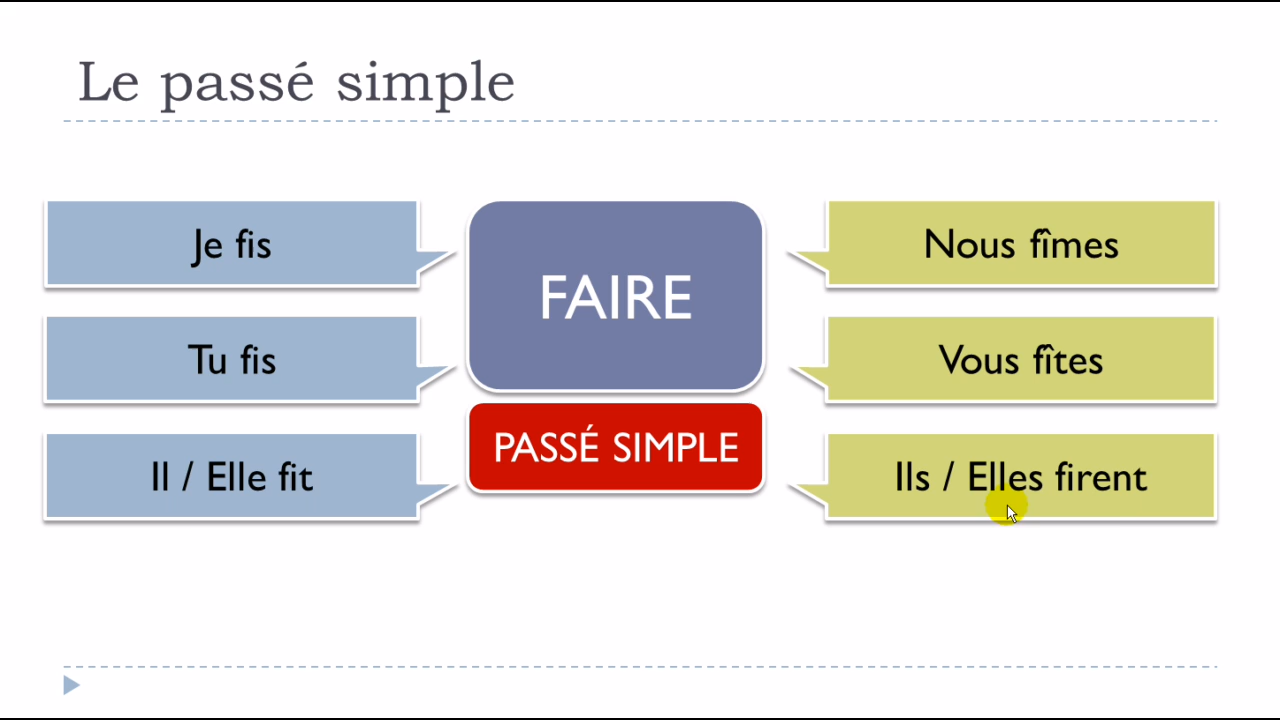 Le passé simple
Je fis
Tu fis
Il / Elle fit
FAIRE
PASSÉ SIMPLE
Nous fîmes
Vous fîtes
Ils / Elles firent